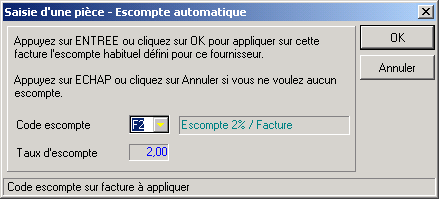 Saisie d'une pièce - Escompte automatique
Appuyez sur ENTREE ou cliquez sur OK pour appliquer sur cette
facture l'escompte habituel défini pour ce fournisseur.
OK
Annuler
Appuyez sur ECHAP ou cliquez sur Annuler si vous ne voulez aucun
escompte.
Code escompte F2 Escompte 2% / Facture
Taux d'escompte 2,00
Code escompte sur facture à appliquer